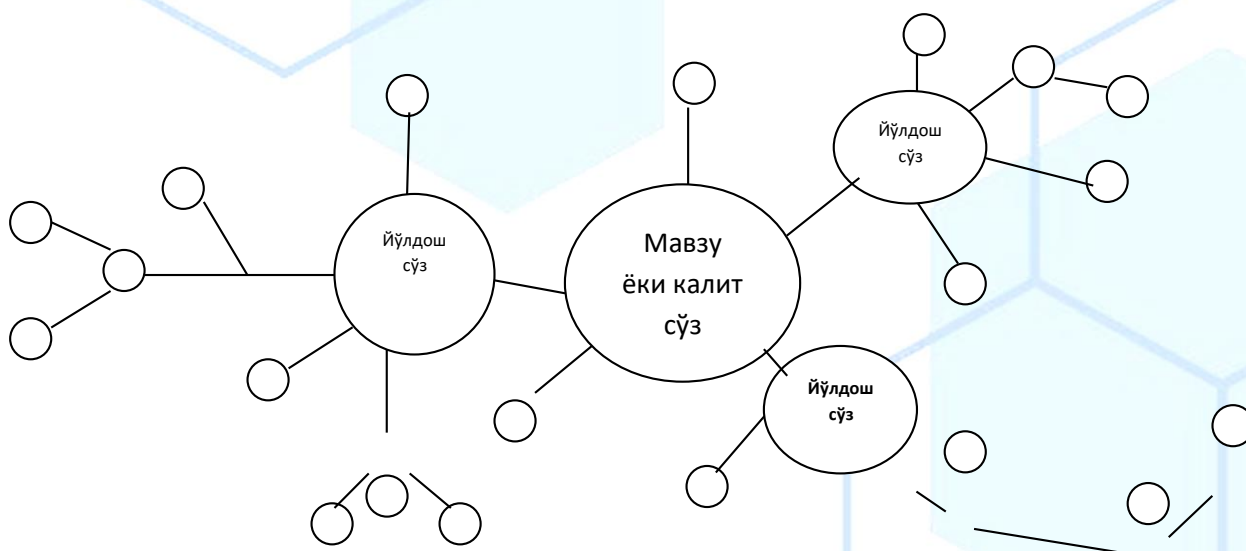 Йўлдош
сўз
Йўлдош
сўз
Мавзу
ёки калит
сўз
Йўлдош
сўз